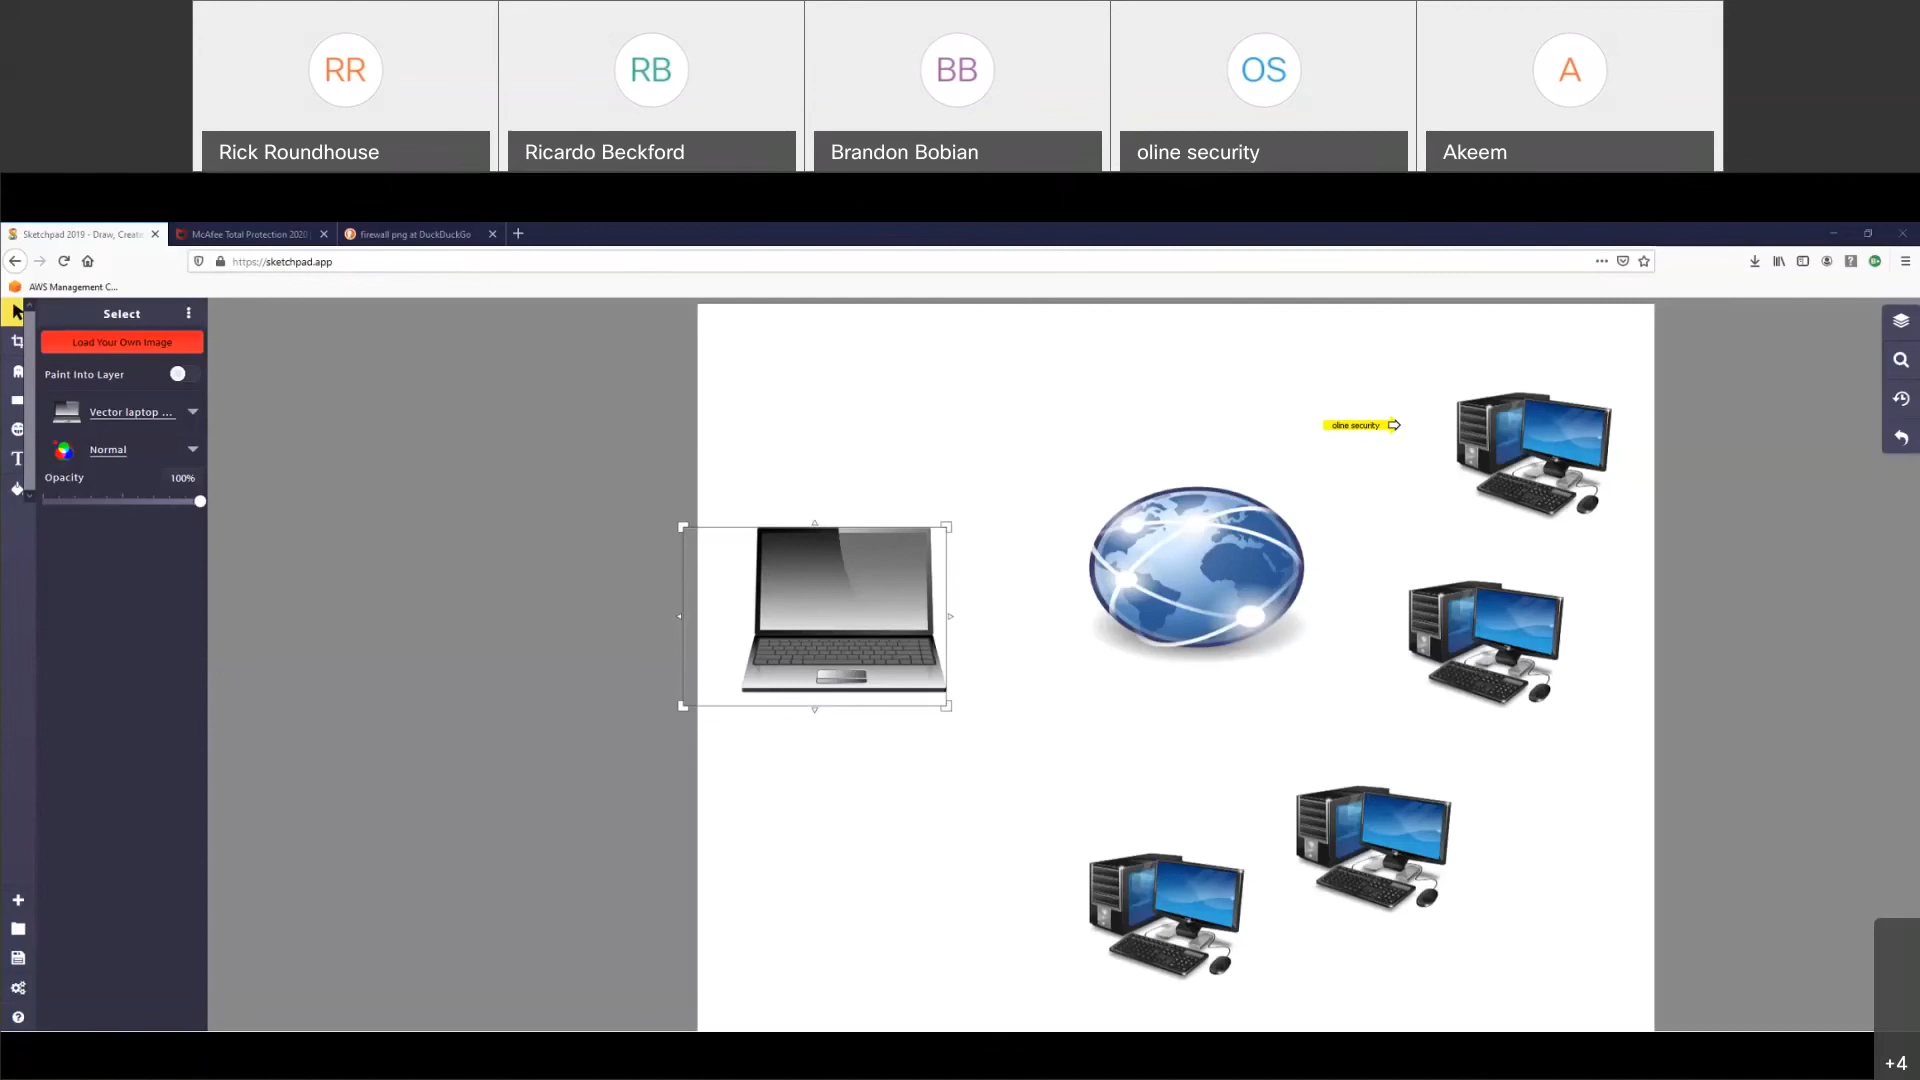 RR
RB
BB
OS
A
Rick Roundhouse
Ricardo Beckford
Brandon Bobian
oline security
Akeem
Sketchpad 2019 - Draw, Creat
McAfee Total Protection 2020
firewall png at DuckDuckGo
https://sketchpad.app
AWS Management C...
Select
Load Your Own Image
Paint Into Layer
Vector laptop ...
Normal
Opacity
100%
T
oline security
+4